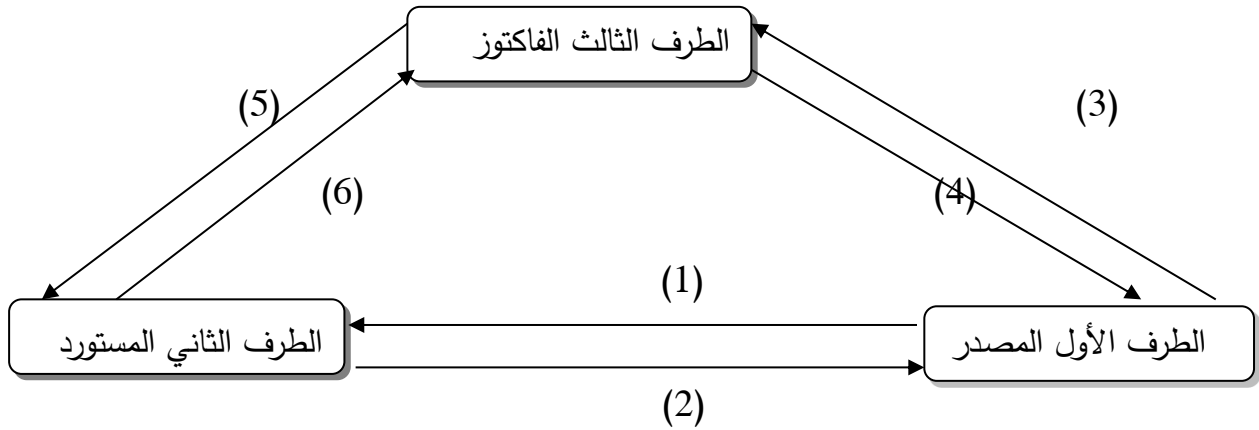 الطرف الثالث الفاكتوز
(5)
(3)
(6)
(4)
(1)
الطرف الثاني المستورد
الطرف الأول المصدر
(2)